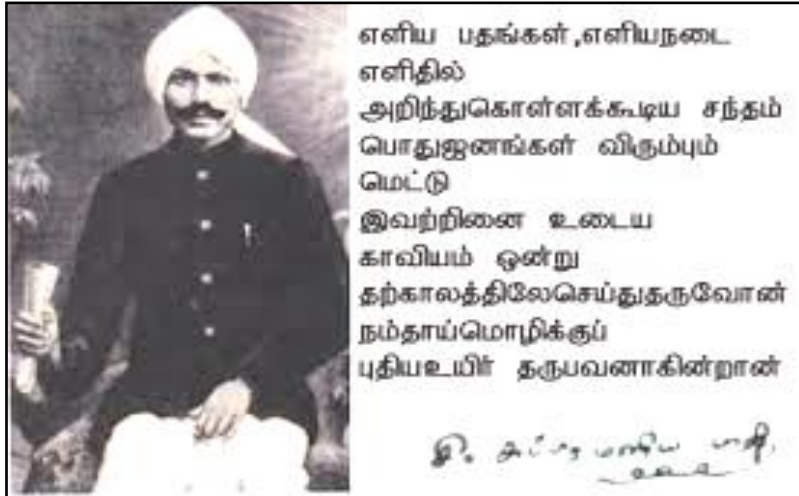 எளிய பதங்கள்,எளியநடை
எளிதில்
அறிந்துகொள்ளக்கூடிய சந்தம்
பொதுஜனங்கள் விரும்பும்
மெட்டு
இவற்றினை உடைய
காவியம் ஒன்று
தற்காலத்திலேசெய்துதருவோன்
நம்தாய்மொழிக்குப்
புதியஉயிர் தருபவனாகின்றான்